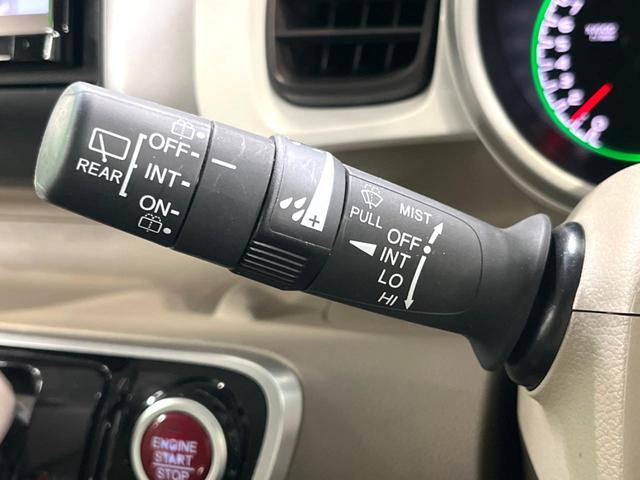 REAR
OFF-
INT-
ON-
+
PULL
MIST
OFF
INT
LO
HI
ENGINE
START
STOP